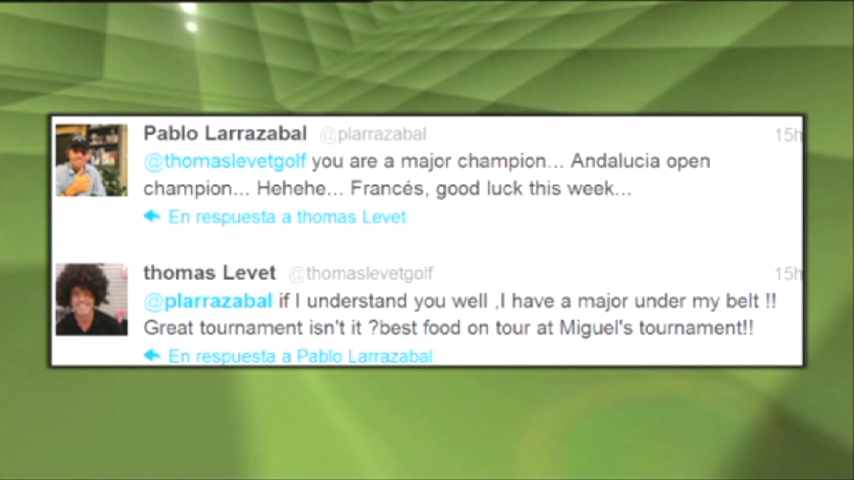 Pablo Larrazabal @plarrazabal 15h
@thomaslevetgolf you are a major champion... Andalucia open
champion... Hehehe... Francés, good luck this week...
En respuesta a thomas Levet
thomas Levet @thomaslevetgolf 15h
@plarrazabal if I understand you well ,I have a major under my belt !!
Great tournament isn't it ?best food on tour at Miguel's tournament!!
En respuesta a Pablo Larrazabal